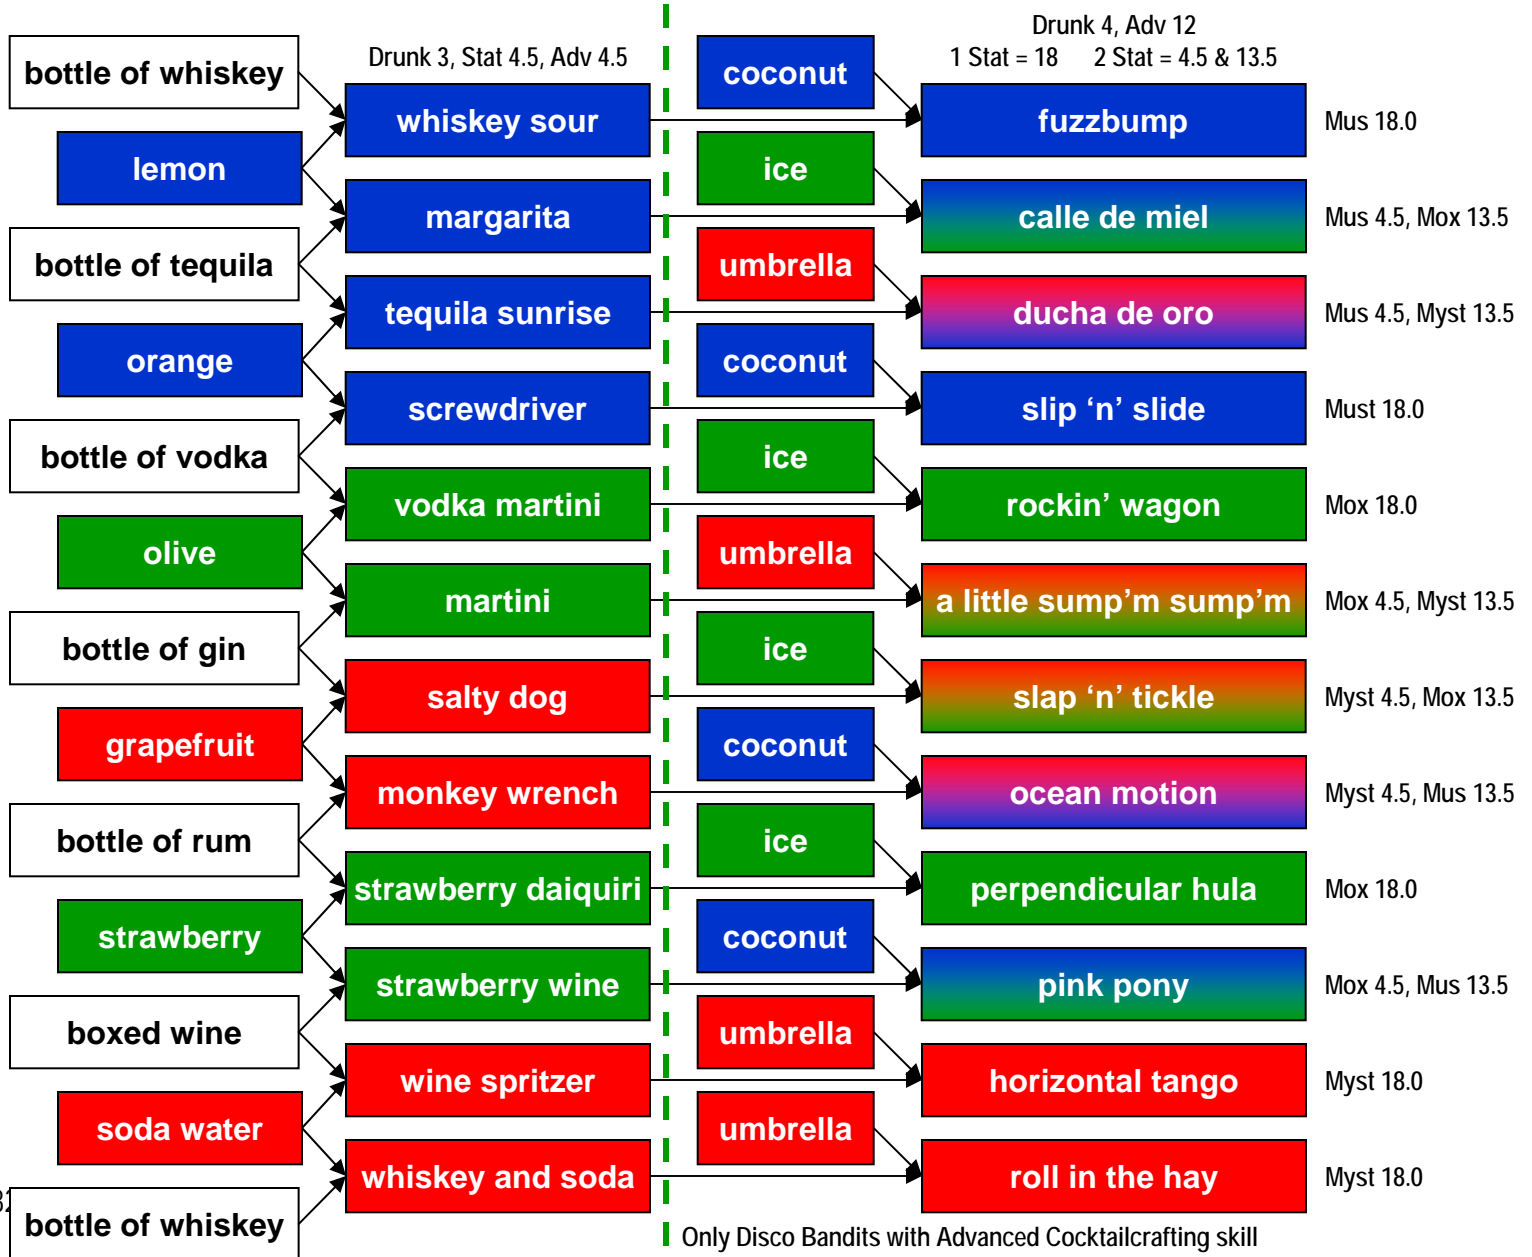 Drunk 4, Adv 12
Drunk 3, Stat 4.5, Adv 4.5
1 Stat = 18 2 Stat = 4.5 & 13.5
bottle of whiskey
coconut
whiskey sour
fuzzbump
Mus 18.0
lemon
ice
margarita
calle de miel
Mus 4.5, Mox 13.5
bottle of tequila
umbrella
tequila sunrise
ducha de oro
Mus 4.5, Myst 13.5
orange
coconut
screwdriver
slip ‘n’ slide
Must 18.0
bottle of vodka
ice
vodka martini
rockin’ wagon
Mox 18.0
olive
umbrella
martini
a little sump’m sump’m
Mox 4.5, Myst 13.5
bottle of gin
ice
salty dog
slap ‘n’ tickle
Myst 4.5, Mox 13.5
grapefruit
coconut
monkey wrench
ocean motion
Myst 4.5, Mus 13.5
bottle of rum
ice
strawberry daiquiri
perpendicular hula
Mox 18.0
strawberry
coconut
strawberry wine
pink pony
Mox 4.5, Mus 13.5
boxed wine
umbrella
wine spritzer
horizontal tango
Myst 18.0
soda water
umbrella
whiskey and soda
roll in the hay
Myst 18.0
bottle of whiskey
Only Disco Bandits with Advanced Cocktailcrafting skill